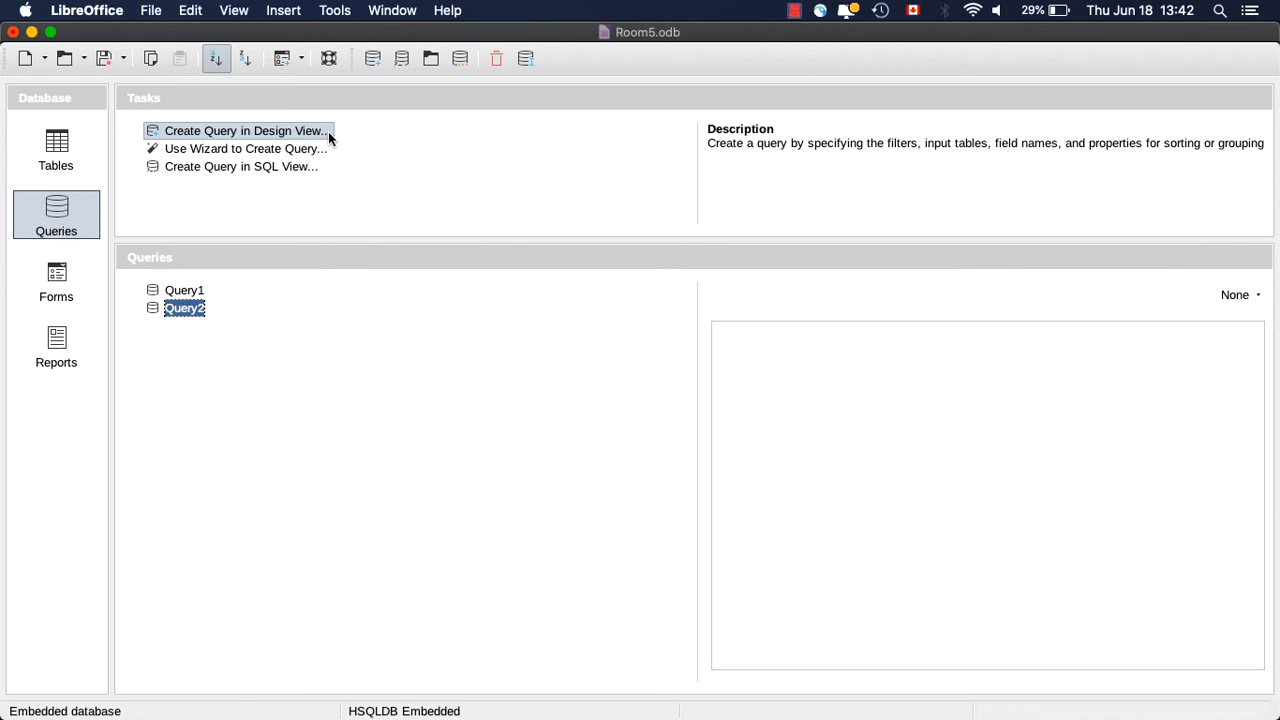 LibreOffice File Edit View Insert Tools Window Help 29% Thu Jun 18 13:42
Room5.odb
Database
Tables
Queries
Forms
Reports
Tasks
Create Query in Design View...
Use Wizard to Create Query...
Create Query in SQL View...
Description
Create a query by specifying the filters, input tables, field names, and properties for sorting or grouping
Queries
Query1
Query2
None
Embedded database HSQLDB Embedded